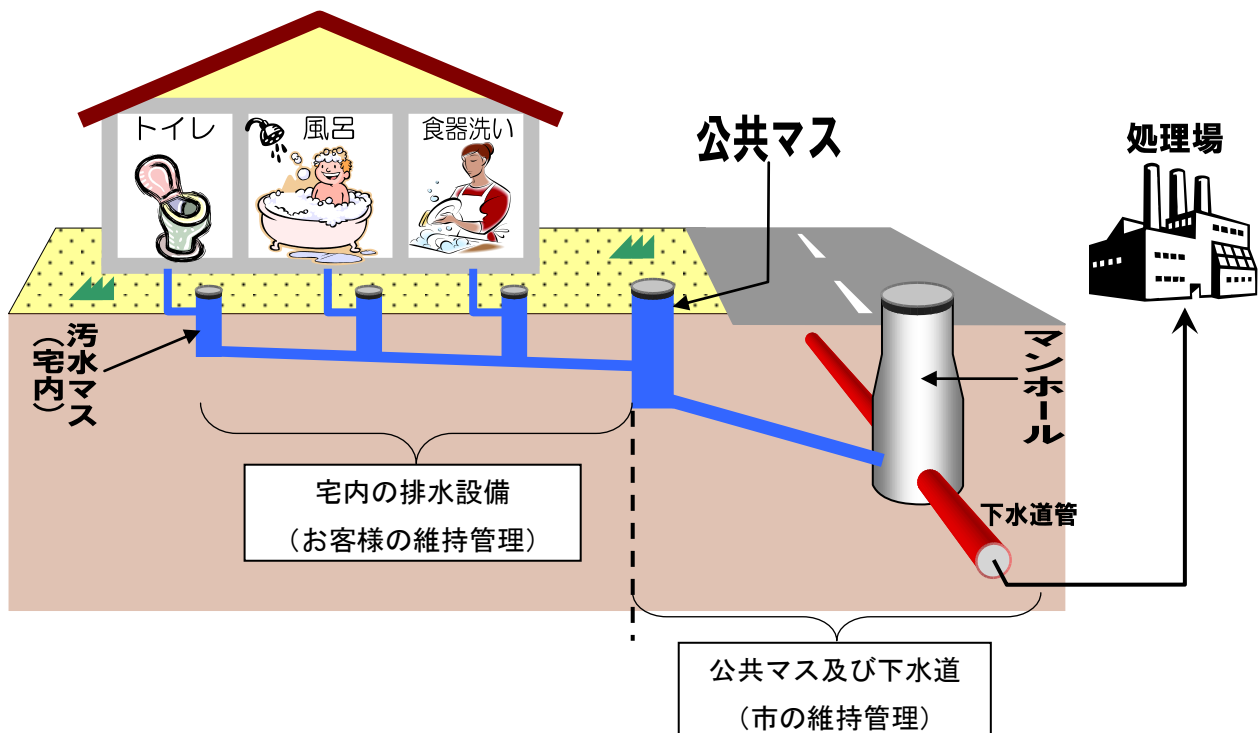 トイレ
風呂
食器洗い
公共マス
処理場
汚水マス
（宅内）
マンホール
下水道管
宅内の排水設備
（お客様の維持管理）
公共マス及び下水道
（市の維持管理）